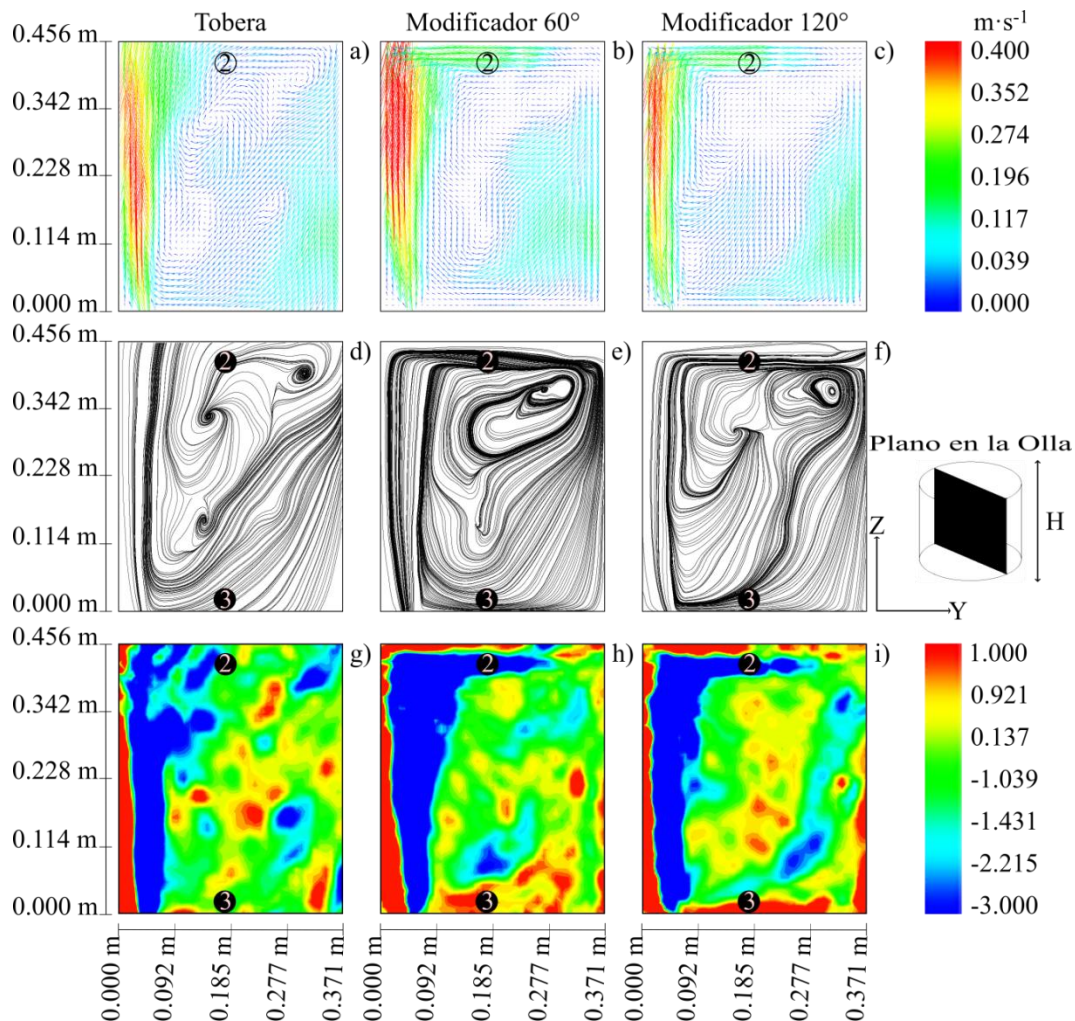 Tobera
Modificador 60°
Modificador 120°
m·s⁻¹
0.456 m
0.342 m
0.228 m
0.114 m
0.000 m
2
a)
2
b)
2
c)
0.400
0.352
0.274
0.196
0.117
0.039
0.000
0.456 m
0.342 m
0.228 m
0.114 m
0.000 m
2
3
d)
2
3
e)
2
3
f)
Plano en la Olla
Z
Y
H
0.456 m
0.342 m
0.228 m
0.114 m
0.000 m
2
3
g)
2
3
h)
2
3
i)
1.000
0.921
0.137
-1.039
-1.431
-2.215
-3.000
0.000 m
0.092 m
0.185 m
0.277 m
0.371 m
0.000 m
0.092 m
0.185 m
0.277 m
0.371 m
0.000 m
0.092 m
0.185 m
0.277 m
0.371 m